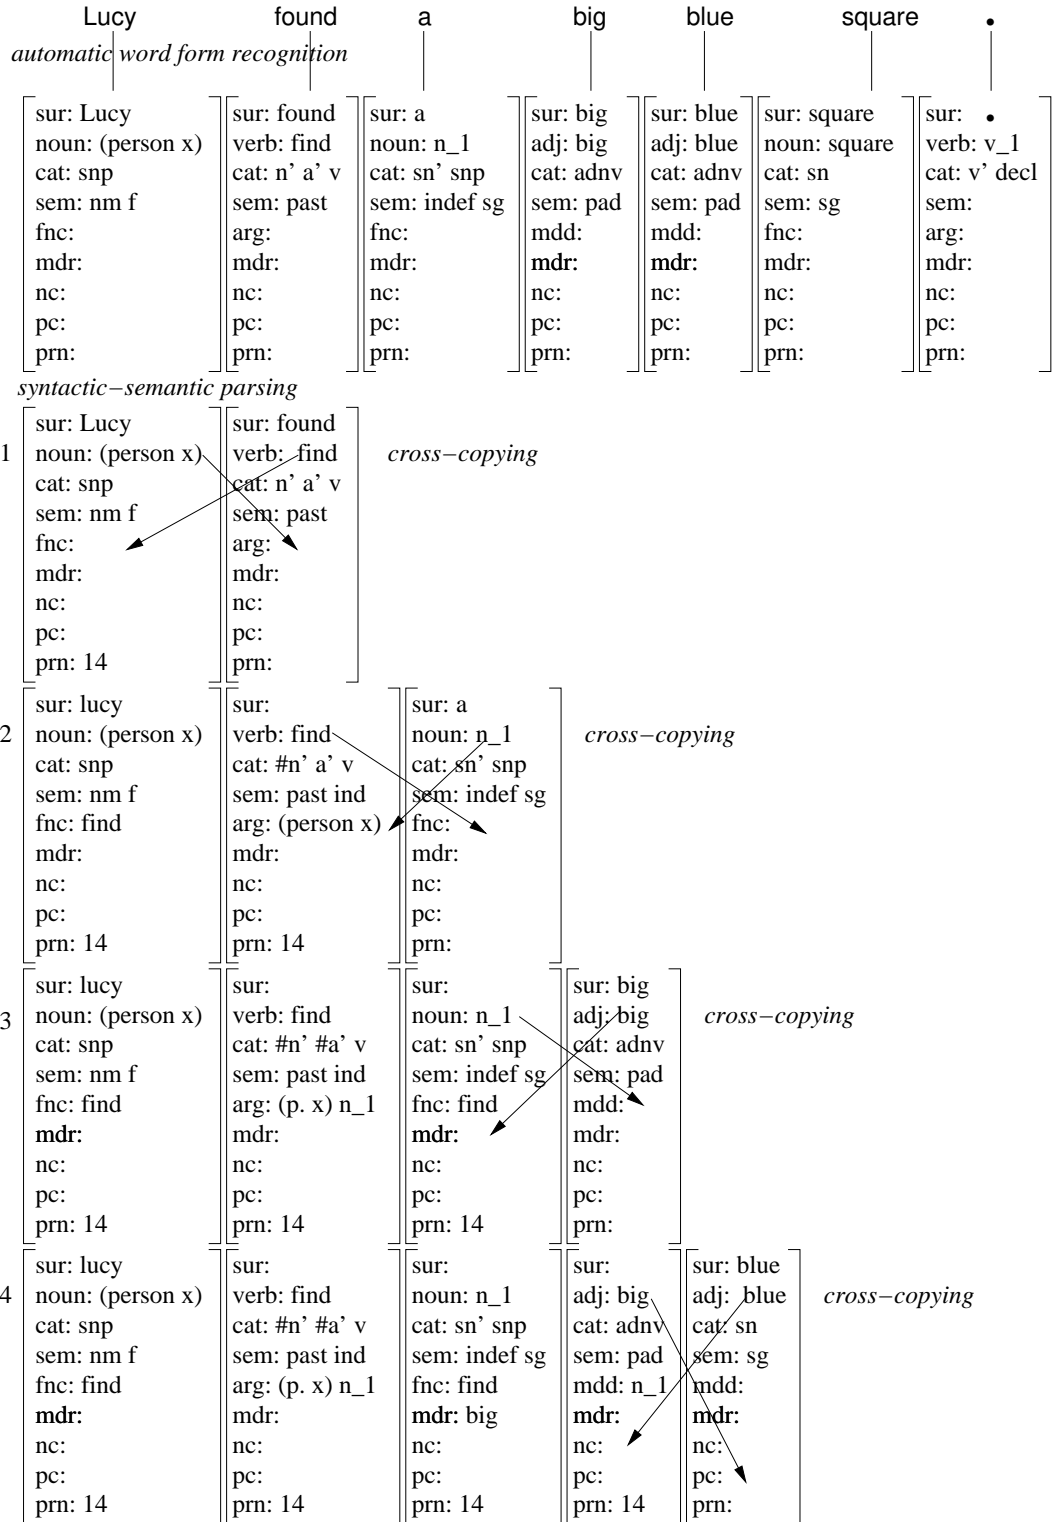 Lucy found a big blue square .
automatic word form recognition
sur: Lucy sur: found sur: a sur: big sur: blue sur: square sur: .
noun: (person x) verb: find noun: n_1 adj: big adj: blue noun: square verb: v_1
cat: snp cat: n' a' v cat: sn' snp cat: adnv cat: adnv cat: sn cat: v' decl
sem: nm f sem: past sem: indef sg sem: pad sem: pad sem: sg sem:
fnc: arg: fnc: mdd: mdd: fnc: arg:
mdr: mdr: mdr: mdr: mdr: mdr: mdr:
nc: nc: nc: nc: nc: nc: nc:
pc: pc: pc: pc: pc: pc: pc:
prn: prn: prn: prn: prn: prn: prn:
syntactic−semantic parsing
sur: Lucy sur: found
1 noun: (person x) verb: find cross−copying
cat: snp cat: n' a' v
sem: nm f sem: past
fnc: arg:
mdr: mdr:
nc: nc:
pc: pc:
prn: 14 prn:
sur: lucy sur: sur: a
2 noun: (person x) verb: find noun: n_1 cross−copying
cat: snp cat: #n' a' v cat: sn' snp
sem: nm f sem: past ind sem: indef sg
fnc: find arg: (person x) fnc:
mdr: mdr: mdr:
nc: nc: nc:
pc: pc: pc:
prn: 14 prn: 14 prn:
sur: lucy sur: sur: sur: big
3 noun: (person x) verb: find noun: n_1 adj: big cross−copying
cat: snp cat: #n' #a' v cat: sn' snp cat: adnv
sem: nm f sem: past ind sem: indef sg sem: pad
fnc: find arg: (p. x) n_1 fnc: find mdd:
mdr: mdr: mdr: mdr:
nc: nc: nc: nc:
pc: pc: pc: pc:
prn: 14 prn: 14 prn: 14 prn:
sur: lucy sur: sur: sur: sur: blue
4 noun: (person x) verb: find noun: n_1 adj: big adj: blue cross−copying
cat: snp cat: #n' #a' v cat: sn' snp cat: adnv cat: sn
sem: nm f sem: past ind sem: indef sg sem: pad sem: sg
fnc: find arg: (p. x) n_1 fnc: find mdd: n_1 mdd:
mdr: mdr: mdr: big mdr: mdr:
nc: nc: nc: nc: nc:
pc: pc: pc: pc: pc:
prn: 14 prn: 14 prn: 14 prn: 14 prn: